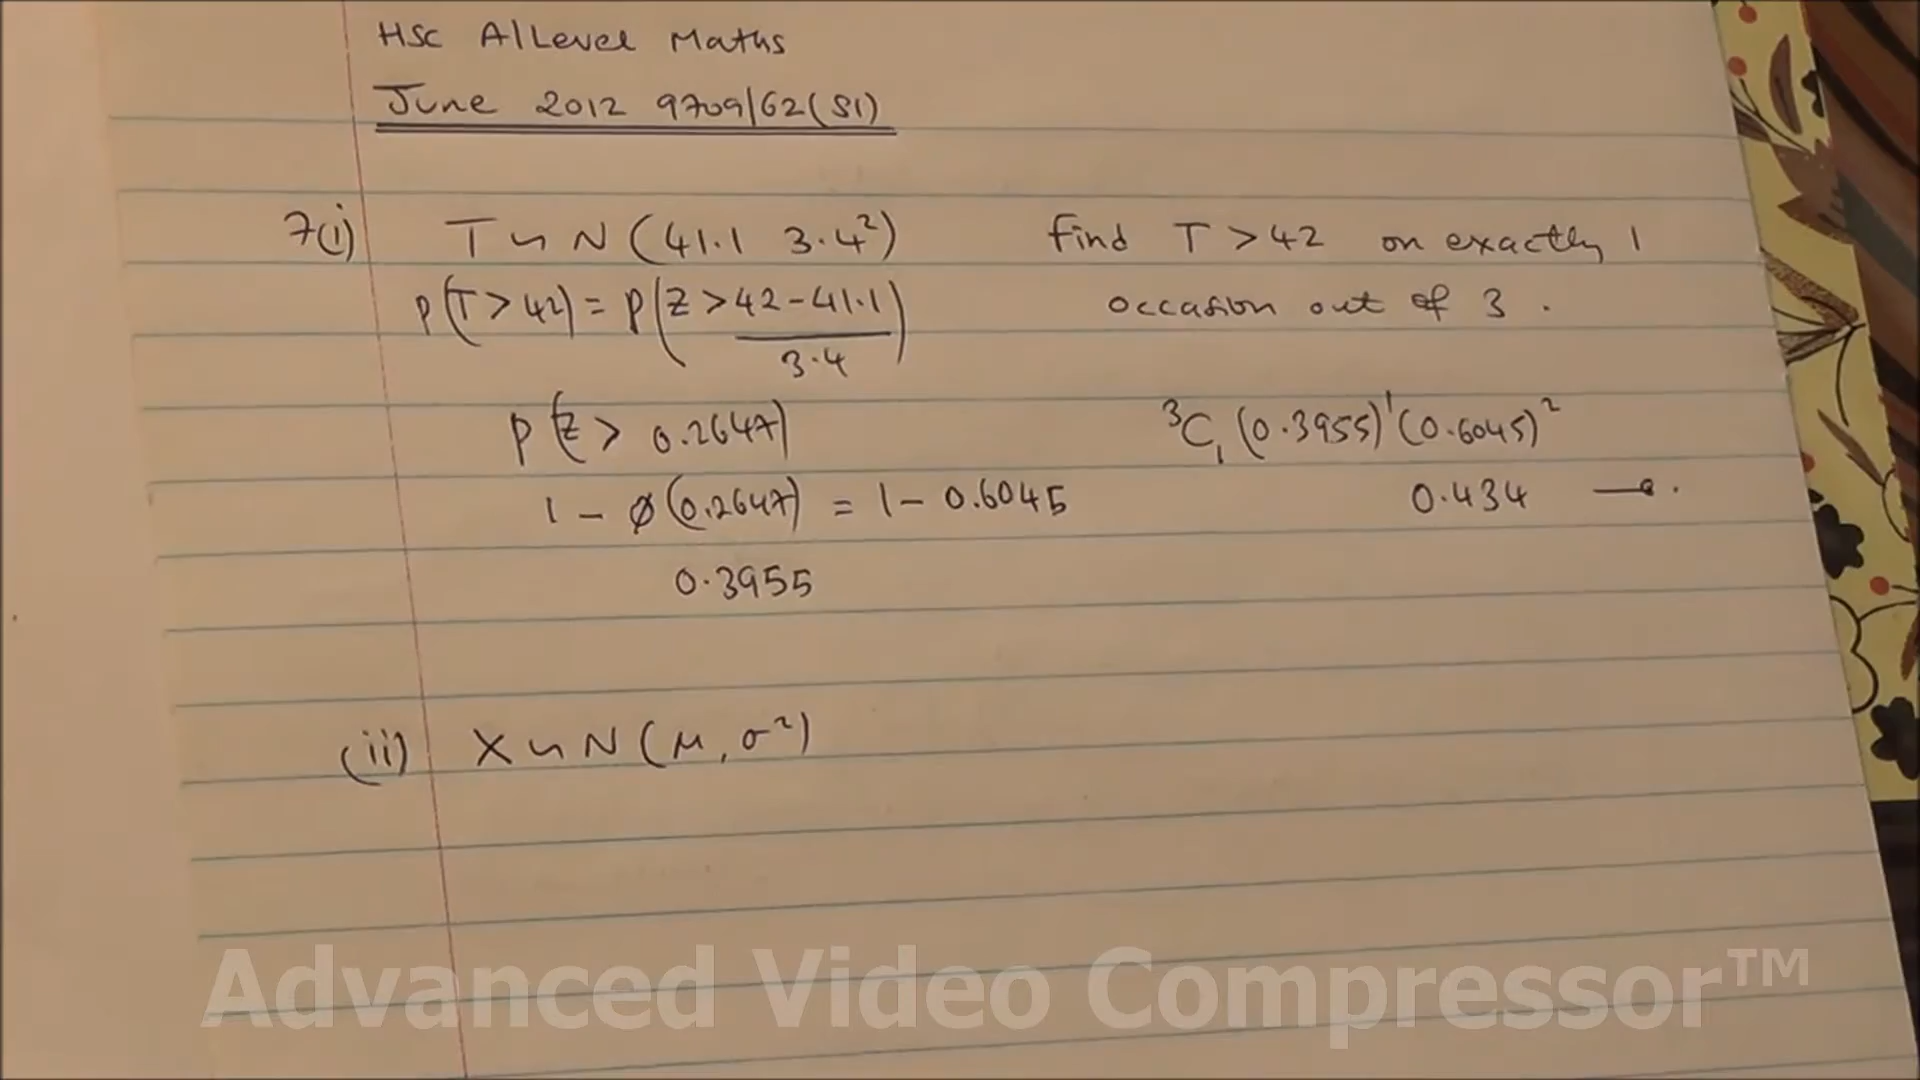 HSC A/Level Maths
June 2012 9709/62(S1)
7(i) T ~ N (41.1 3.4²) find T > 42 on exactly 1
P(T > 42) = P(Z > 42 - 41.1 / 3.4) occasion out of 3 .
P(Z > 0.2647) ³C₁ (0.3955)¹(0.6045)²
1 - ø(0.2647) = 1 - 0.6045 0.434
0.3955
(ii) X ~ N (μ, σ²)
Advanced Video Compressor™